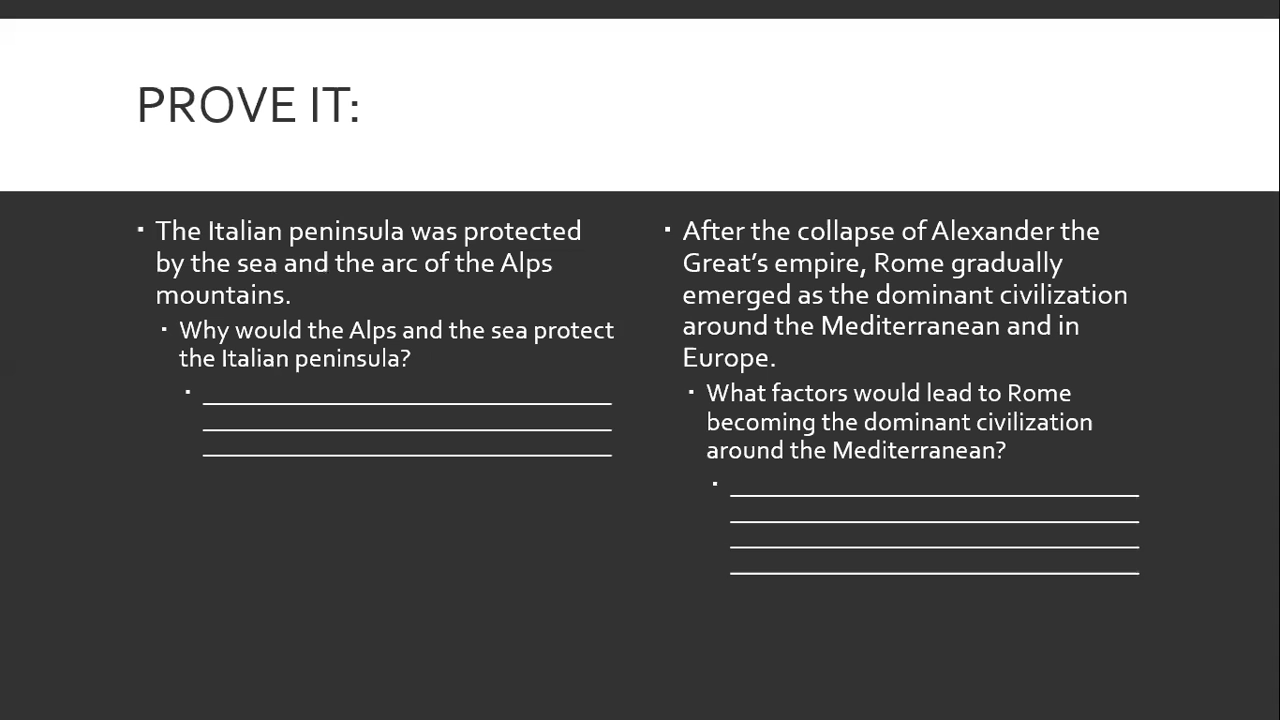 PROVE IT:
▪ The Italian peninsula was protected
by the sea and the arc of the Alps
mountains.
▪ Why would the Alps and the sea protect
the Italian peninsula?
▪ After the collapse of Alexander the
Great’s empire, Rome gradually
emerged as the dominant civilization
around the Mediterranean and in
Europe.
▪ What factors would lead to Rome
becoming the dominant civilization
around the Mediterranean?